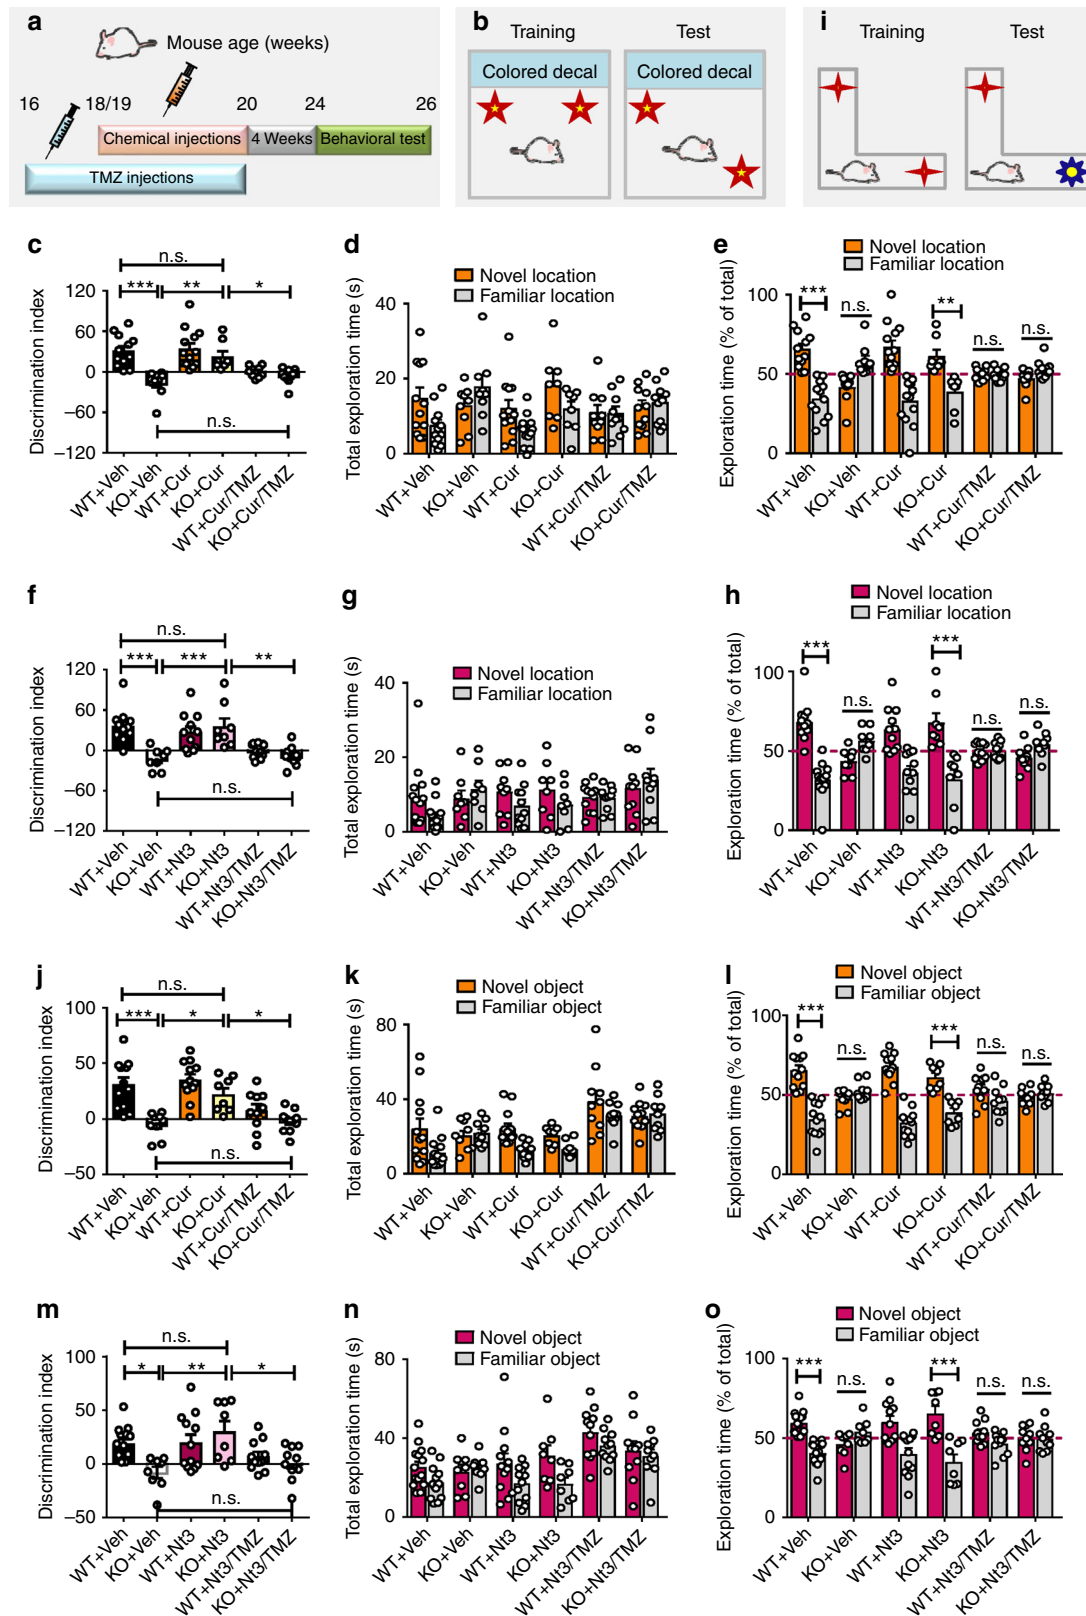 a
Mouse age (weeks)
16 18/19 20 24 26
Chemical injections 4 Weeks Behavioral test
TMZ injections
b
Training Test
Colored decal Colored decal
i
Training Test
c
n.s.
*** ** *
Discrimination index
120
60
0
−60
−120
n.s.
WT+Veh
KO+Veh
WT+Cur
KO+Cur
WT+Cur/TMZ
KO+Cur/TMZ
d
Novel location
Familiar location
Total exploration time (s)
40
20
0
WT+Veh
KO+Veh
WT+Cur
KO+Cur
WT+Cur/TMZ
KO+Cur/TMZ
e
Novel location
Familiar location
Exploration time (% of total)
100
50
0
*** n.s. ** n.s. n.s.
WT+Veh
KO+Veh
WT+Cur
KO+Cur
WT+Cur/TMZ
KO+Cur/TMZ
f
n.s.
*** *** **
Discrimination index
120
60
0
−60
−120
n.s.
WT+Veh
KO+Veh
WT+Nt3
KO+Nt3
WT+Nt3/TMZ
KO+Nt3/TMZ
g
Novel location
Familiar location
Total exploration time (s)
40
20
0
WT+Veh
KO+Veh
WT+Nt3
KO+Nt3
WT+Nt3/TMZ
KO+Nt3/TMZ
h
Novel location
Familiar location
Exploration time (% of total)
100
50
0
*** n.s. *** n.s. n.s.
WT+Veh
KO+Veh
WT+Nt3
KO+Nt3
WT+Nt3/TMZ
KO+Nt3/TMZ
j
n.s.
*** * *
Discrimination index
100
50
0
−50
n.s.
WT+Veh
KO+Veh
WT+Cur
KO+Cur
WT+Cur/TMZ
KO+Cur/TMZ
k
Novel object
Familiar object
Total exploration time (s)
80
40
0
WT+Veh
KO+Veh
WT+Cur
KO+Cur
WT+Cur/TMZ
KO+Cur/TMZ
l
Novel object
Familiar object
Exploration time (% of total)
100
50
0
*** n.s. *** n.s. n.s.
WT+Veh
KO+Veh
WT+Cur
KO+Cur
WT+Cur/TMZ
KO+Cur/TMZ
m
n.s.
* ** *
Discrimination index
100
50
0
−50
n.s.
WT+Veh
KO+Veh
WT+Nt3
KO+Nt3
WT+Nt3/TMZ
KO+Nt3/TMZ
n
Novel object
Familiar object
Total exploration time (s)
80
40
0
WT+Veh
KO+Veh
WT+Nt3
KO+Nt3
WT+Nt3/TMZ
KO+Nt3/TMZ
o
Novel object
Familiar object
Exploration time (% of total)
100
50
0
*** n.s. *** n.s. n.s.
WT+Veh
KO+Veh
WT+Nt3
KO+Nt3
WT+Nt3/TMZ
KO+Nt3/TMZ